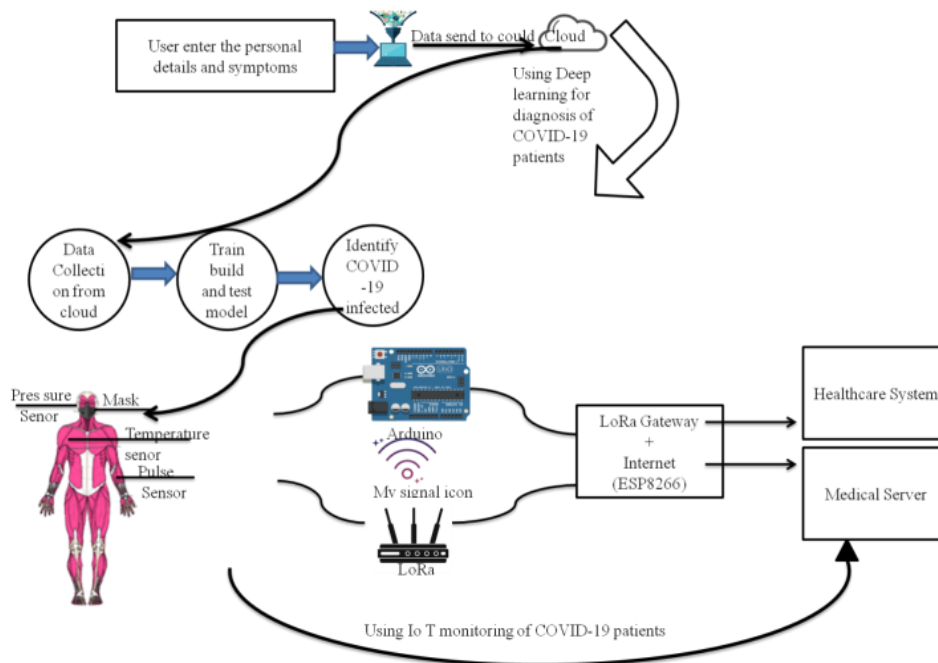 User enter the personal
details and symptoms
Data send to could Cloud
Using Deep
learning for
diagnosis of
COVID-19
patients
Data
Collecti
on from
cloud
Train
build
and test
model
Identify
COVID
-19
infected
Pres sure
Senor
Mask
Temperature
senor
Pulse
Sensor
UNO
ARDUINO
Arduino
My signal icon
LoRa
LoRa Gateway
+
Internet
(ESP8266)
Healthcare System
Medical Server
Using Io T monitoring of COVID-19 patients